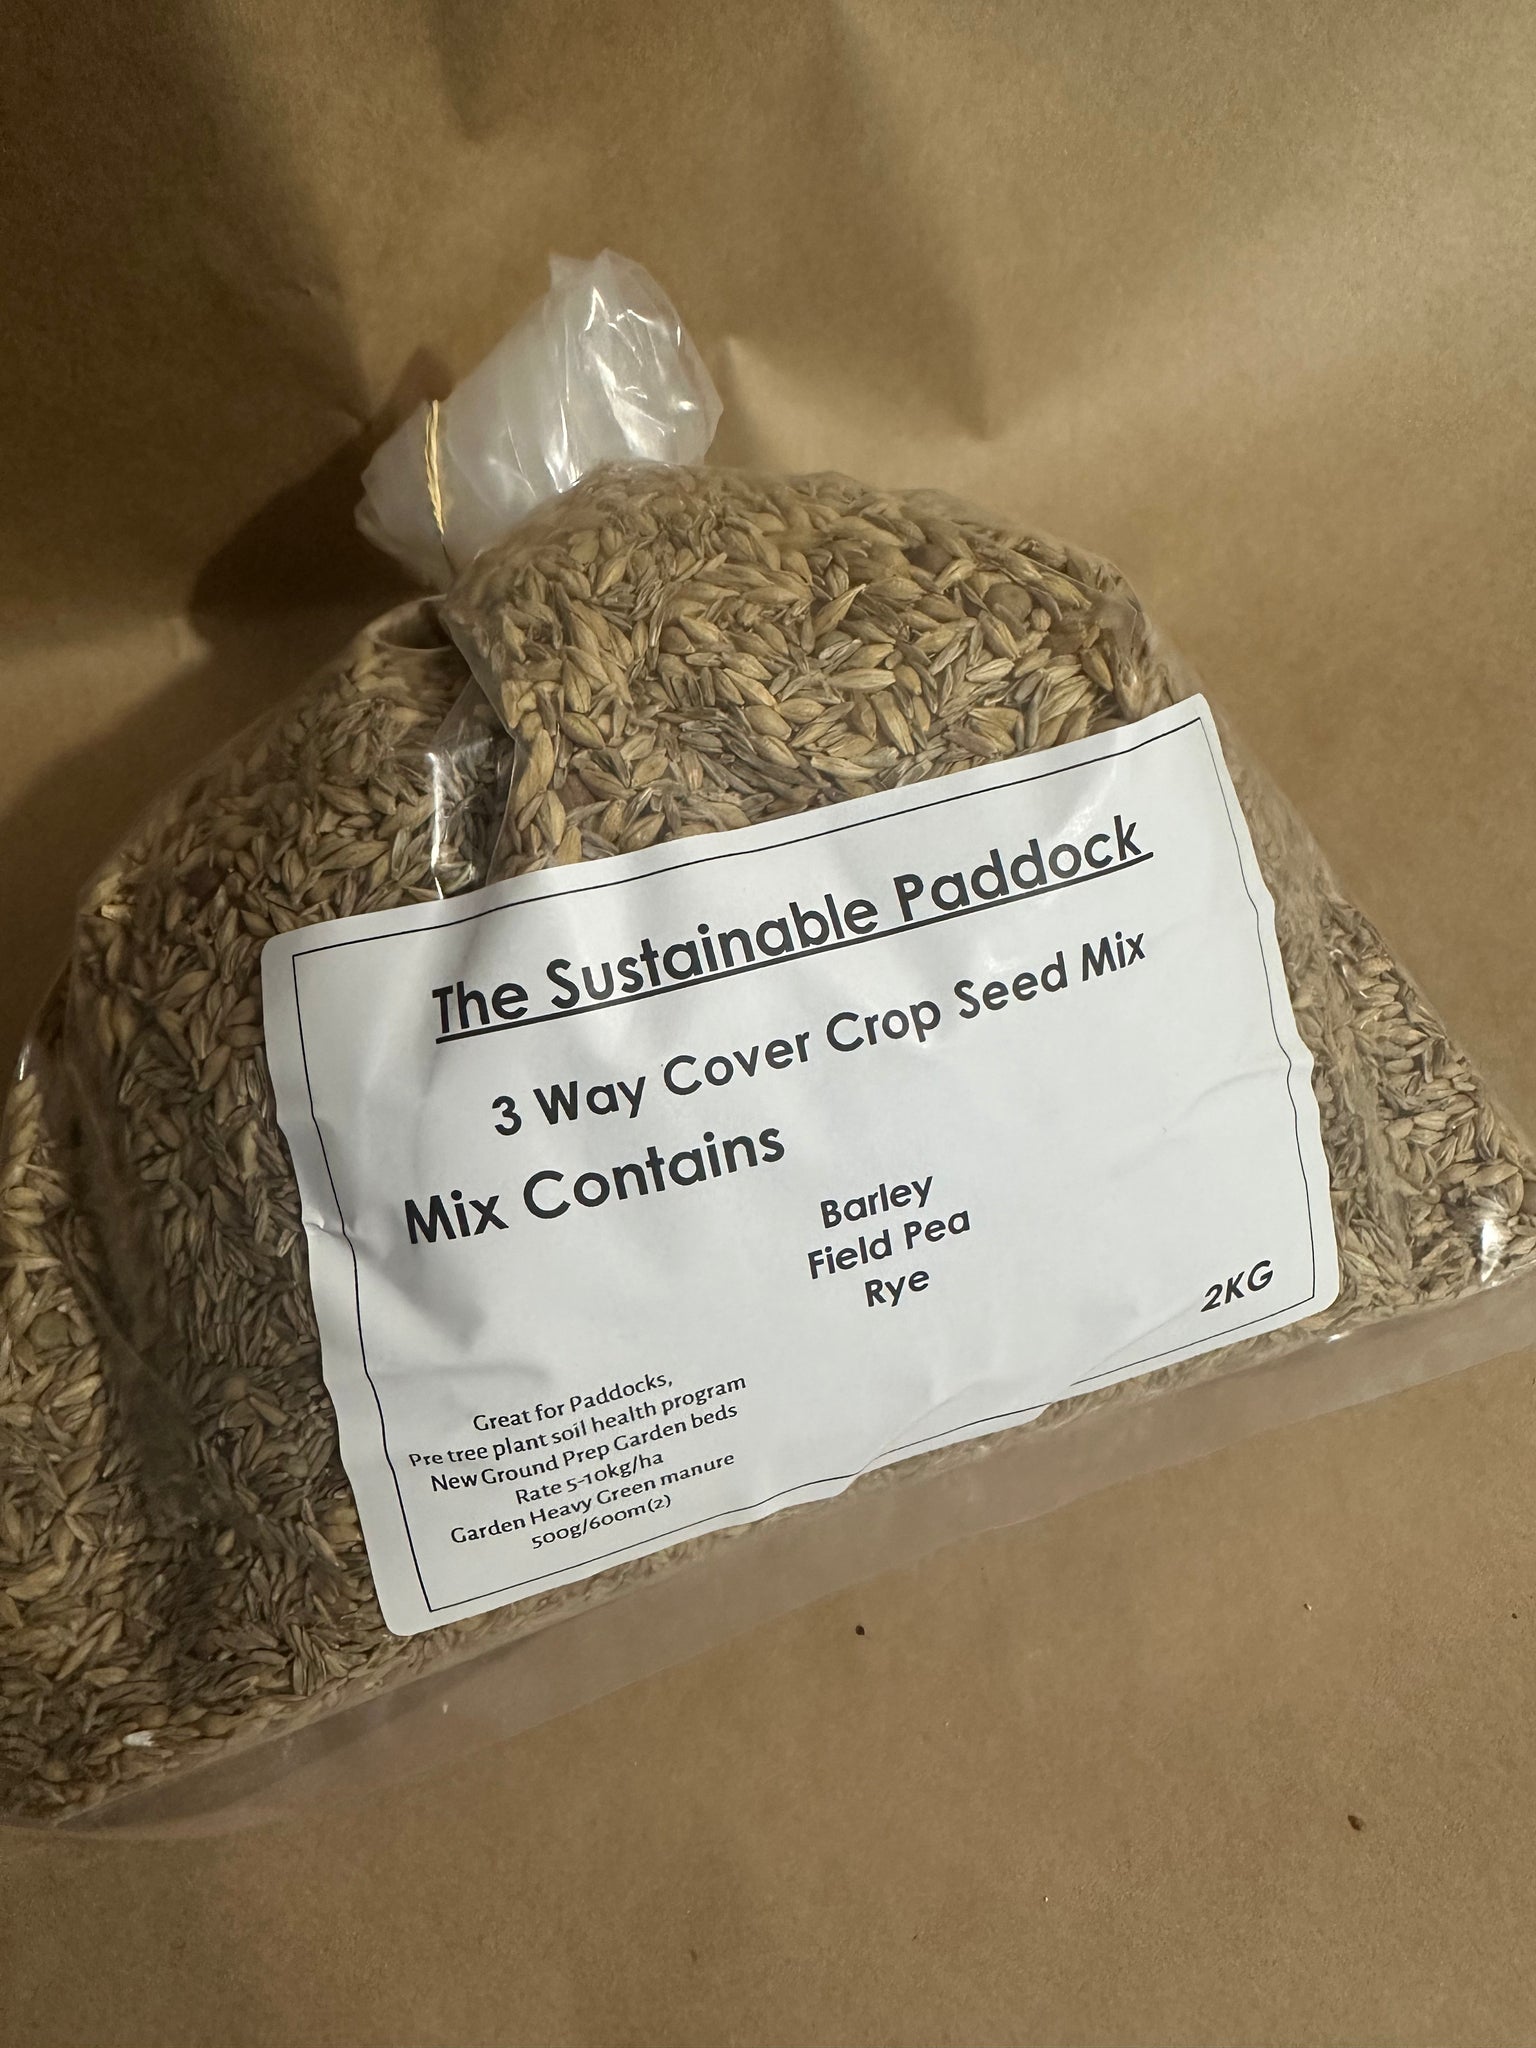 The Sustainable Paddock
3 Way Cover Crop Seed Mix
Mix Contains
Barley
Field Pea
Rye
2KG
Great for Paddocks,
Pre tree plant soil health program
New Ground Prep Garden beds
Rate 5-10kg/ha
Garden Heavy Green manure
500g/600m(2)